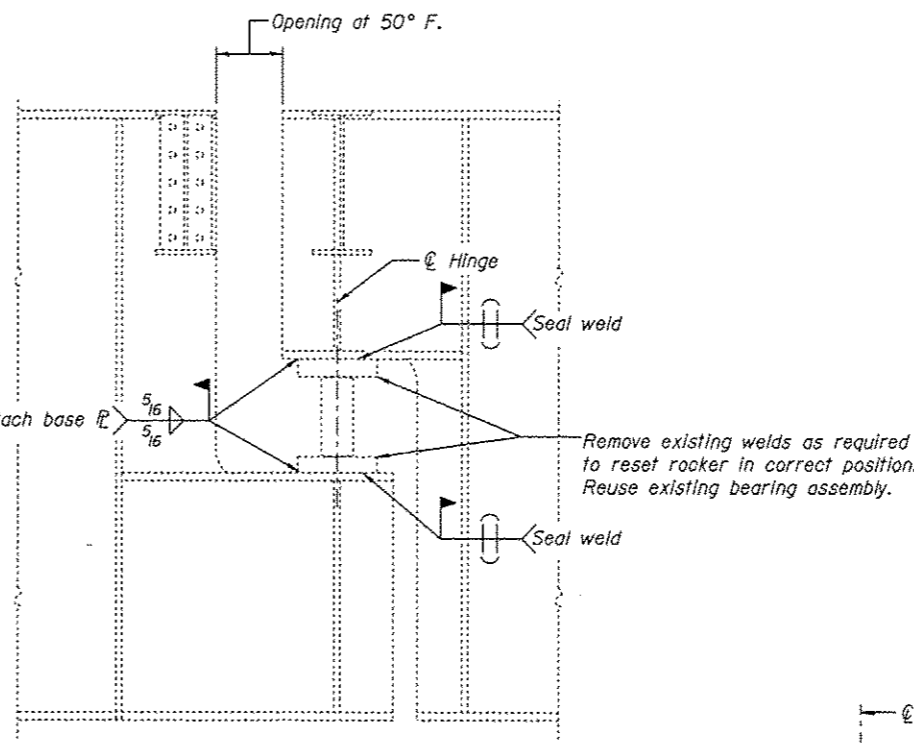 Opening at 50° F.
℄ Hinge
Seal weld
5/16
5/16
base ℙL
Remove existing welds as required
to reset rocker in correct position.
Reuse existing bearing assembly.
Seal weld
℄